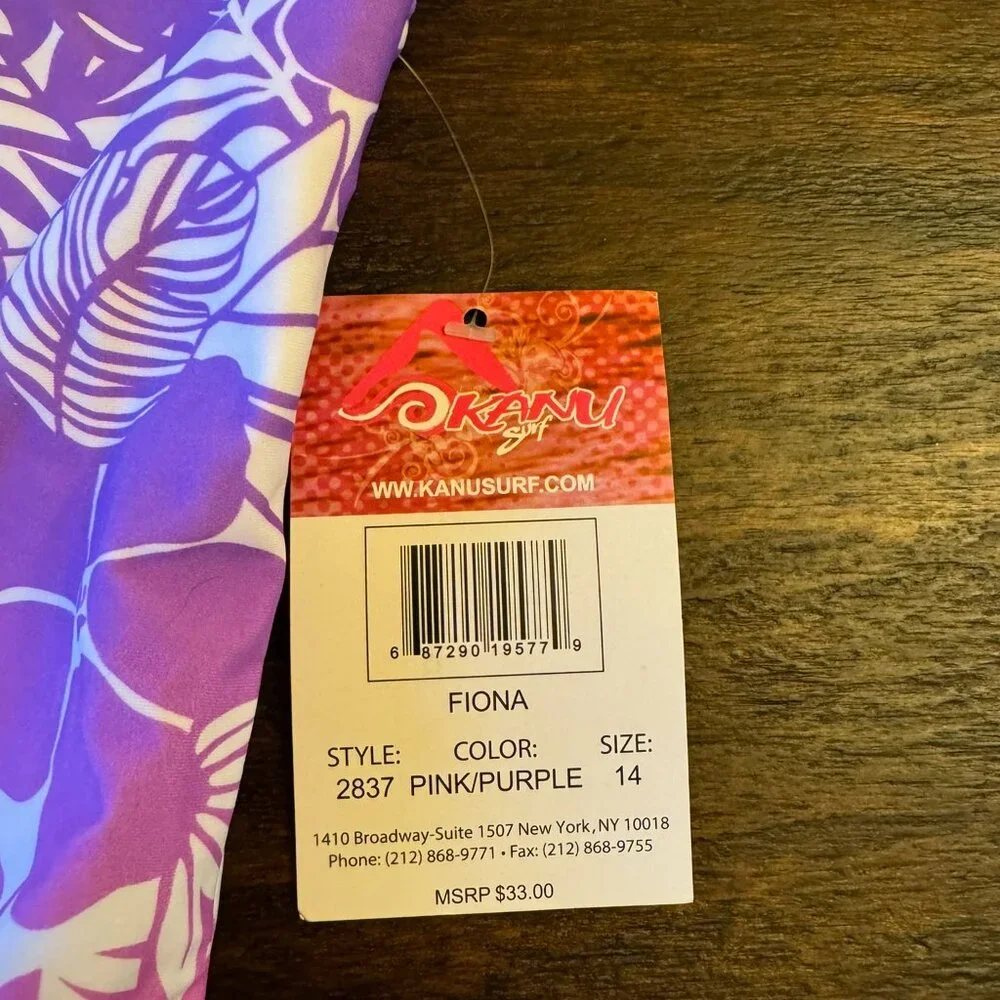 KANU
Surf
WW.KANUSURF.COM
6 87290 19577 9
FIONA
STYLE: COLOR: SIZE:
2837 PINK/PURPLE 14
1410 Broadway-Suite 1507 New York, NY 10018
Phone: (212) 868-9771 • Fax: (212) 868-9755
MSRP $33.00